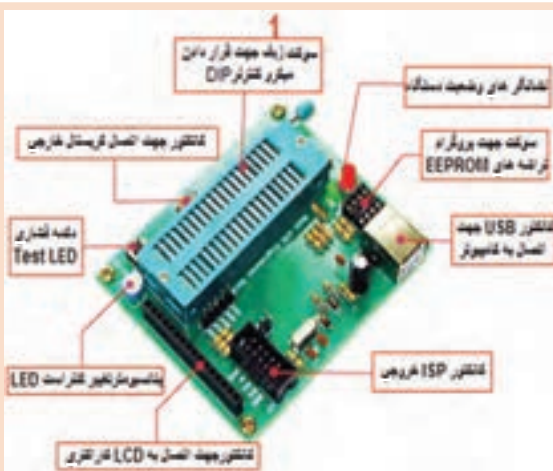 1
سوکت زیف جهت قرار دادن
میکرو کنترلر DIP
نشانگر های وضعیت دستگاه
سوکت جهت پروگرام
تراشه های EEPROM
کانکتور جهت اتصال کریستال خارجی
کانکتور USB جهت
اتصال به کامپیوتر
دکمه فشاری
Test LED
پتانسیومتر تغییر کنتراست LED
کانکتور ISP خروجی
کانکتور جهت اتصال به LCD کاراکتری